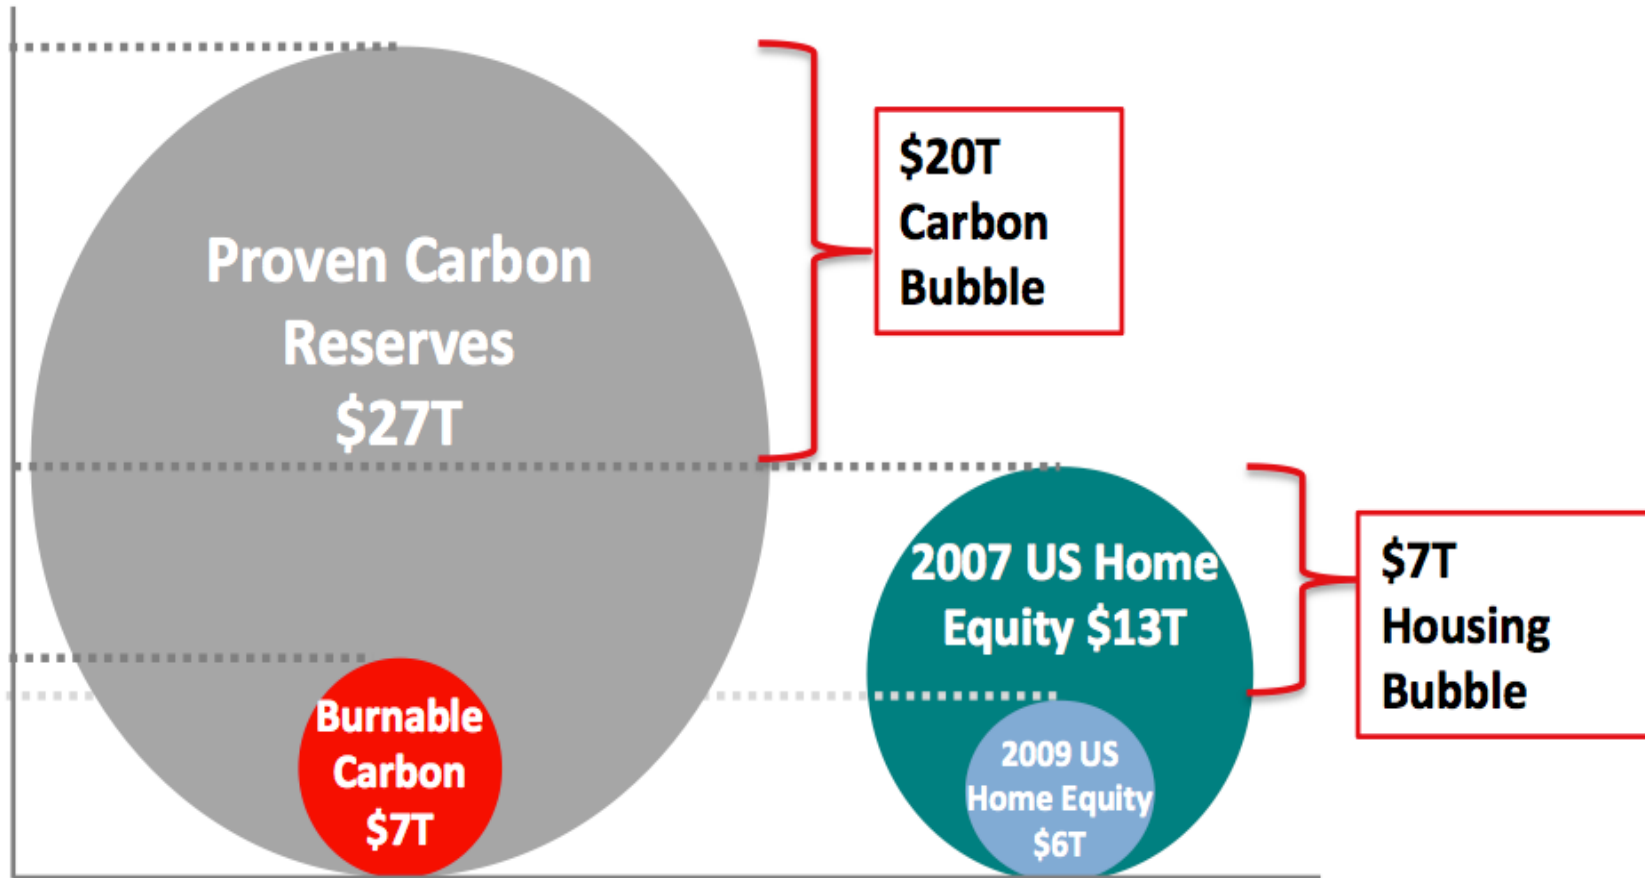 Proven Carbon
Reserves
$27T
$20T
Carbon
Bubble
Burnable
Carbon
$7T
2007 US Home
Equity $13T
2009 US
Home Equity
$6T
$7T
Housing
Bubble